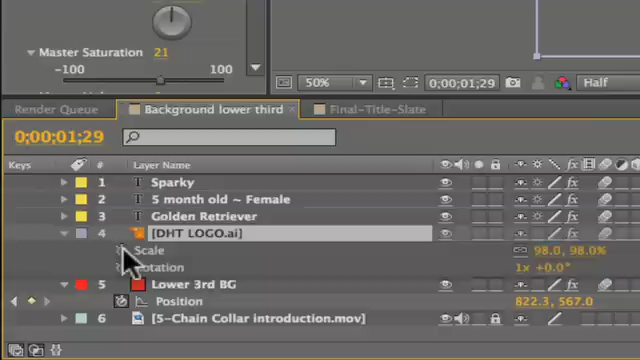 Master Saturation 21
-100 100
50% 0;00;01;29 Half
Render Queue Background lower third × Final-Title-Slate
0;00;01;29
Keys # Layer Name
1 T Sparky
2 T 5 month old ~ Female
3 T Golden Retriever
4 [DHT LOGO.ai]
Scale 98.0, 98.0%
otation 1x +0.0°
5 Lower 3rd BG
Position 822.3, 567.0
6 [5-Chain Collar introduction.mov]